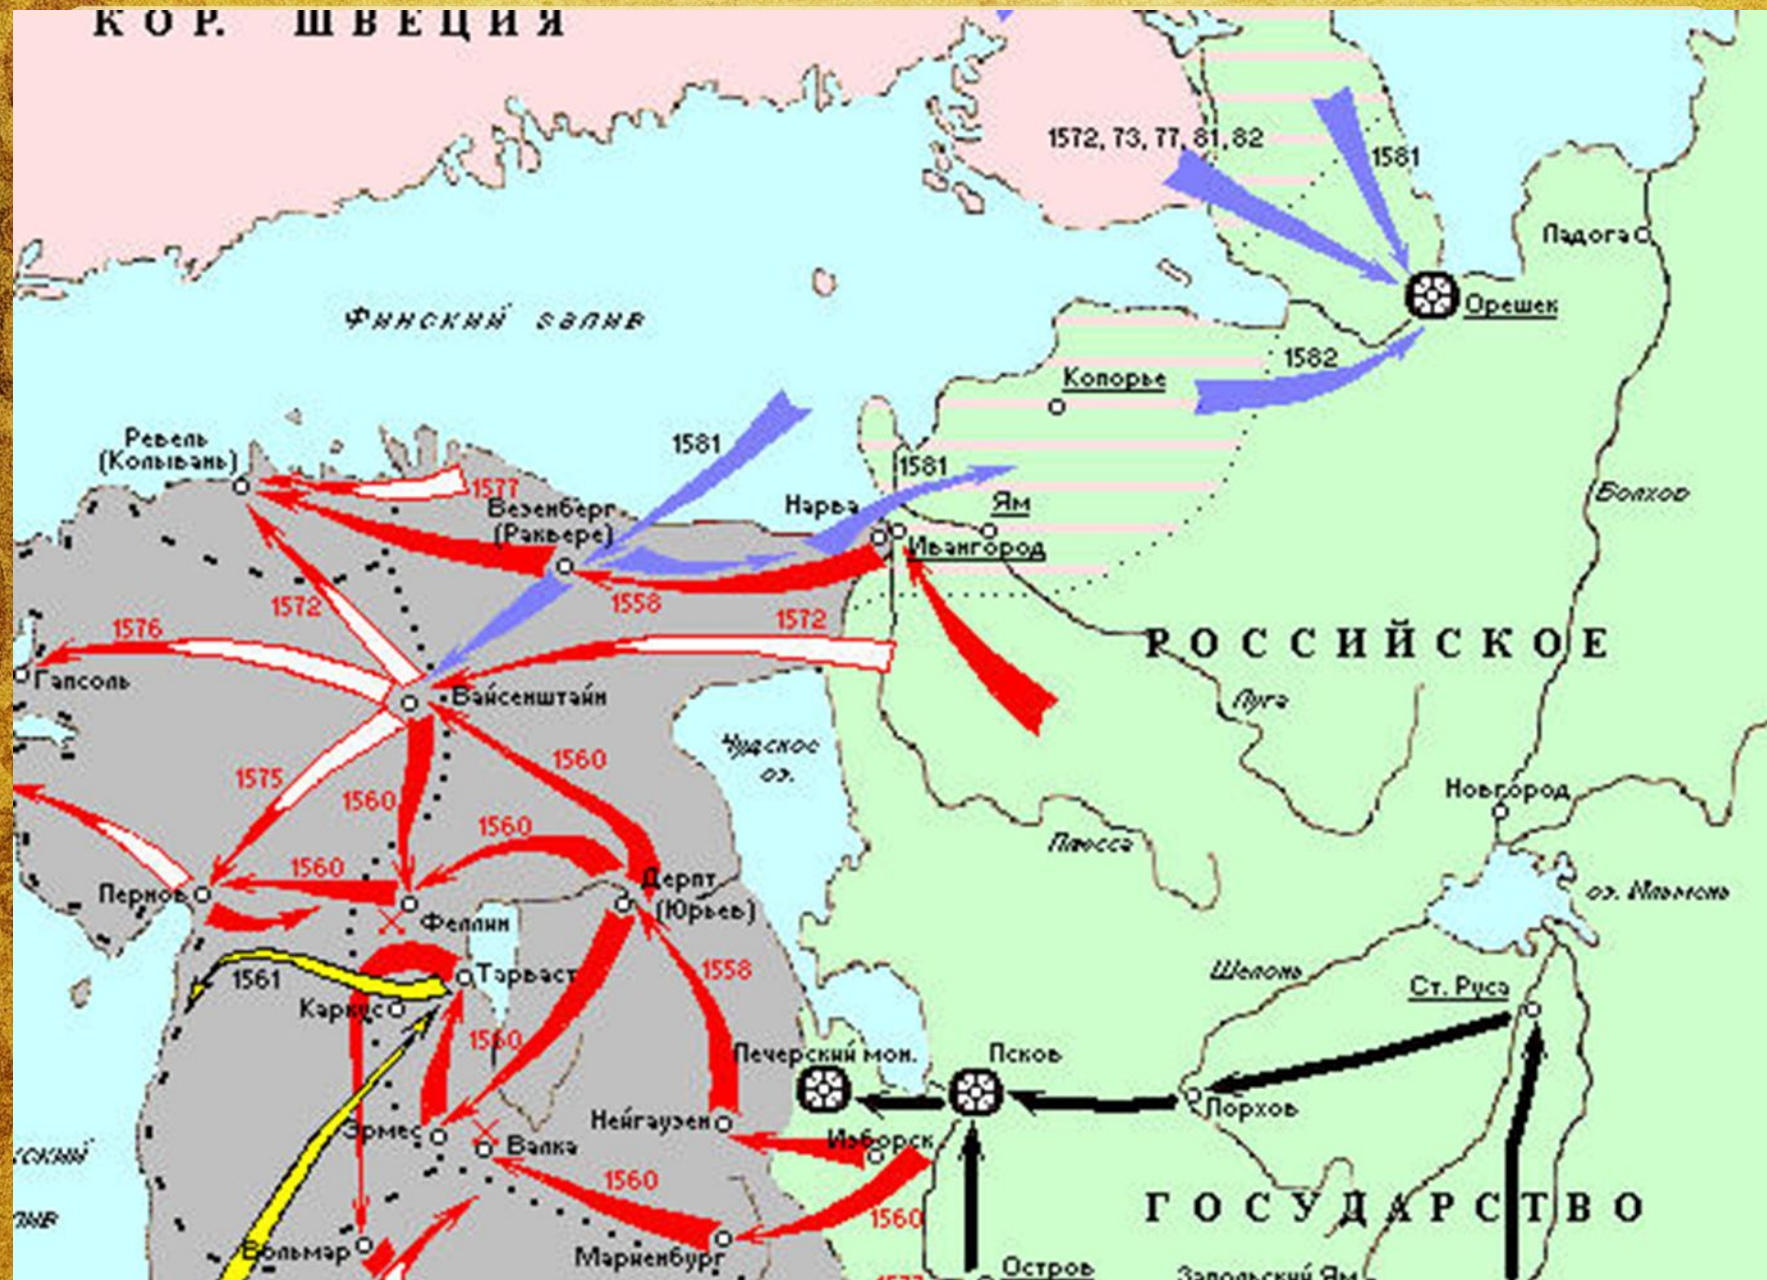 КОР. ШВЕЦИЯ
1572, 73, 77, 81, 82
1581
Ладога
Орешек
Финский залив
1582
Копорье
Ревель
(Колывань)
1581
1581
1577
Везенберг
(Раквере)
Нарва
Ям
Ивангород
Волхов
1558
1572
1572
1576
РОССИЙСКОЕ
Гапсоль
Вайсенштайн
Луга
Чудское
оз.
1560
1575
1560
Новгород
1560
Плюсса
1560
Пернов
Дерпт
(Юрьев)
оз. Ильмень
Феллин
1558
Шелонь
1561
Тарваст
Ст. Руса
Каркус
1560
Печерский мон.
Псков
Порхов
Эрмес
Нейгаузен
Валка
Изборск
1560
1560
ГОСУДАРСТВО
Вольмар
Мариенбург
Остров
Запольский Ям